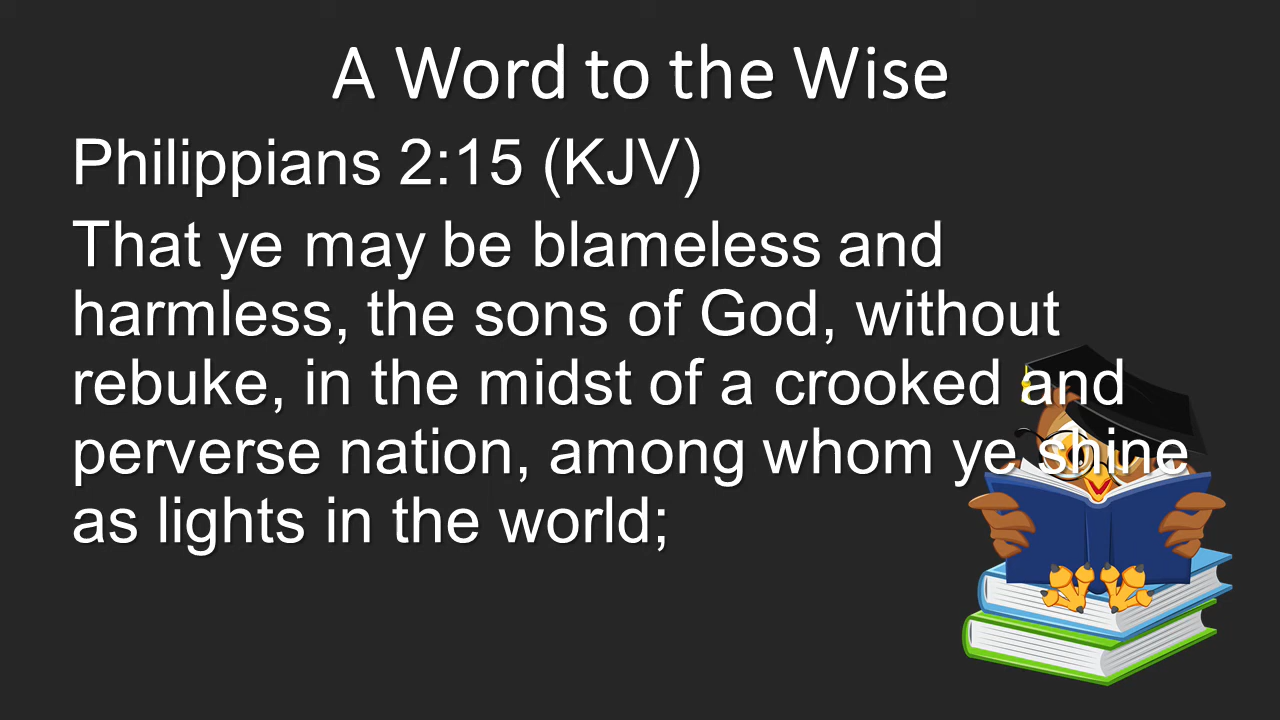 A Word to the Wise
Philippians 2:15 (KJV)
That ye may be blameless and
harmless, the sons of God, without
rebuke, in the midst of a crooked and
perverse nation, among whom ye shine
as lights in the world;